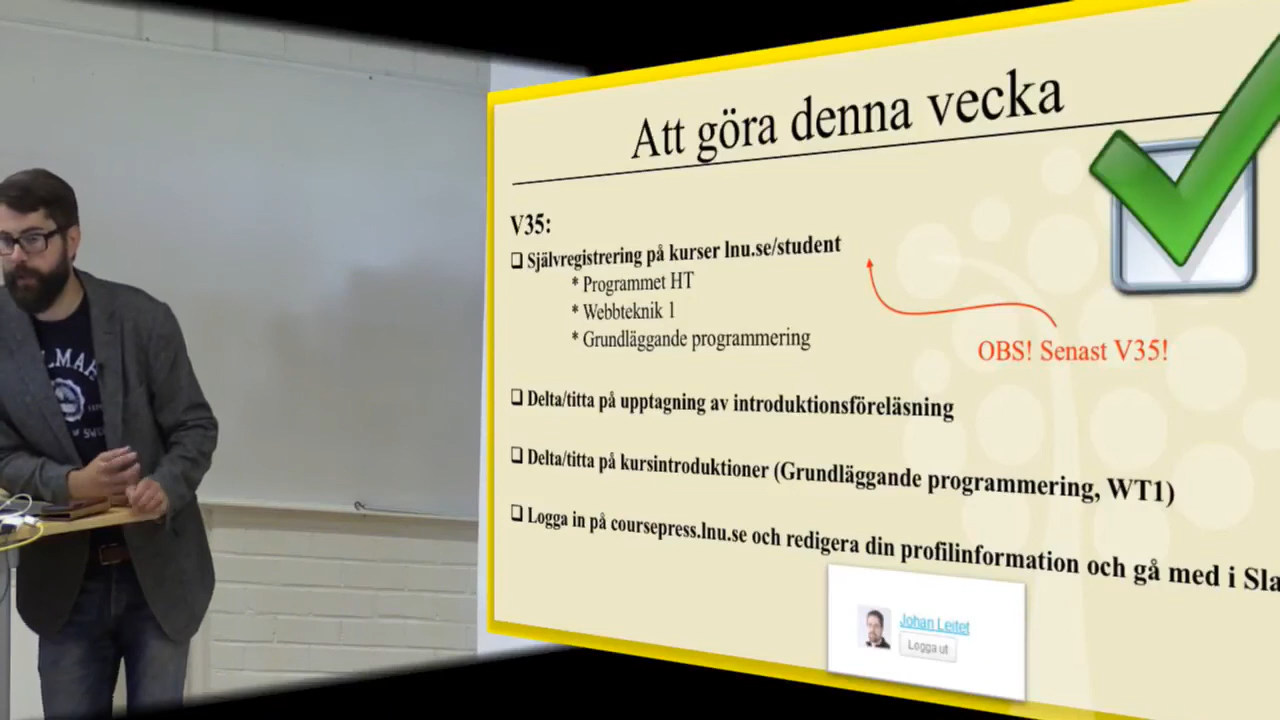 Att göra denna vecka
V35:
Självregistrering på kurser lnu.se/student
* Programmet HT
* Webbteknik 1
* Grundläggande programmering
OBS! Senast V35!
Delta/titta på upptagning av introduktionsföreläsning
Delta/titta på kursintroduktioner (Grundläggande programmering, WT1)
Logga in på coursepress.lnu.se och redigera din profilinformation och gå med i Sla
Johan Leitet
Logga ut